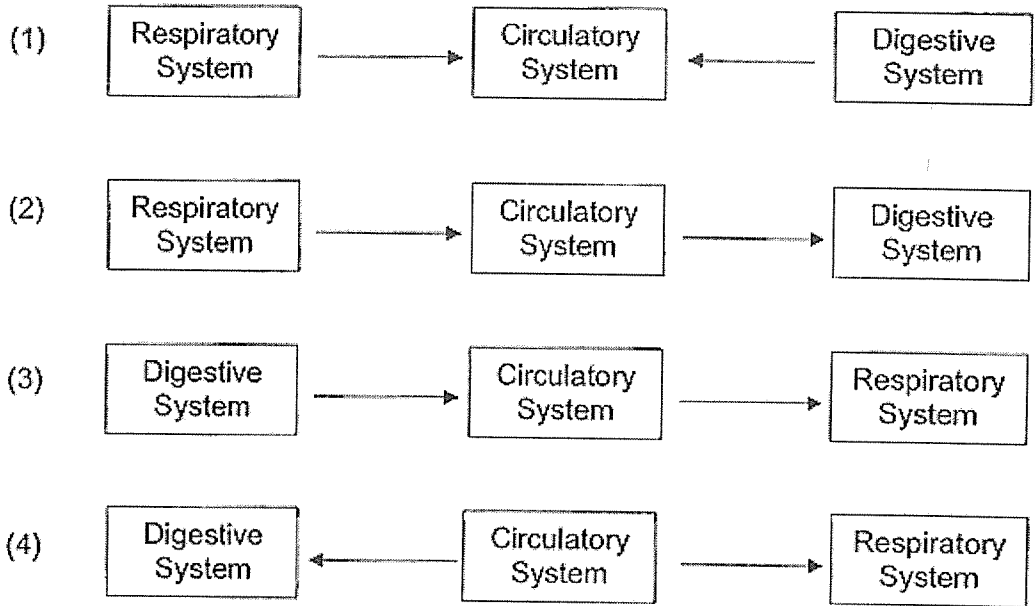 (1)
Respiratory
System
Circulatory
System
Digestive
System
(2)
Respiratory
System
Circulatory
System
Digestive
System
(3)
Digestive
System
Circulatory
System
Respiratory
System
(4)
Digestive
System
Circulatory
System
Respiratory
System